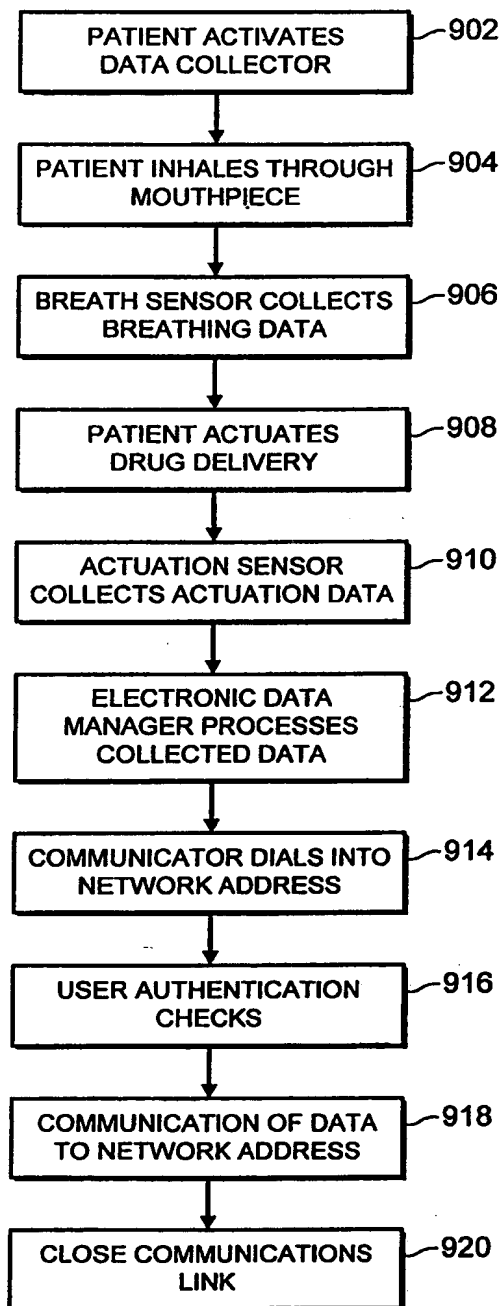 PATIENT ACTIVATES
DATA COLLECTOR
902
PATIENT INHALES THROUGH
MOUTHPIECE
904
BREATH SENSOR COLLECTS
BREATHING DATA
906
PATIENT ACTUATES
DRUG DELIVERY
908
ACTUATION SENSOR
COLLECTS ACTUATION DATA
910
ELECTRONIC DATA
MANAGER PROCESSES
COLLECTED DATA
912
COMMUNICATOR DIALS INTO
NETWORK ADDRESS
914
USER AUTHENTICATION
CHECKS
916
COMMUNICATION OF DATA
TO NETWORK ADDRESS
918
CLOSE COMMUNICATIONS
LINK
920